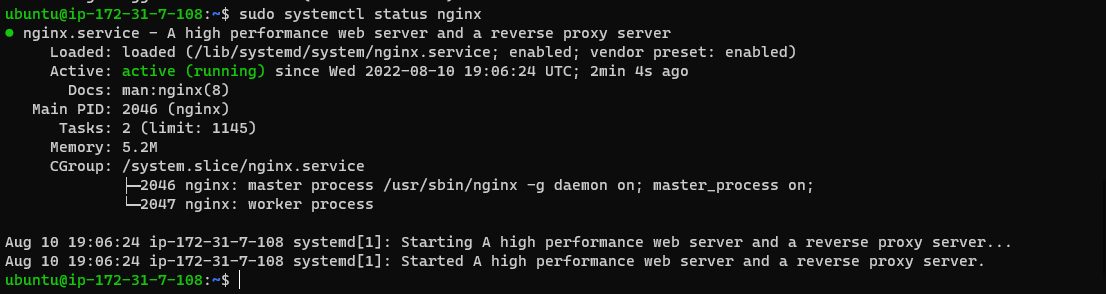 ubuntu@ip-172-31-7-108:~$ sudo systemctl status nginx
● nginx.service - A high performance web server and a reverse proxy server
     Loaded: loaded (/lib/systemd/system/nginx.service; enabled; vendor preset: enabled)
     Active: active (running) since Wed 2022-08-10 19:06:24 UTC; 2min 4s ago
       Docs: man:nginx(8)
   Main PID: 2046 (nginx)
      Tasks: 2 (limit: 1145)
     Memory: 5.2M
     CGroup: /system.slice/nginx.service
             ├─2046 nginx: master process /usr/sbin/nginx -g daemon on; master_process on;
             └─2047 nginx: worker process
Aug 10 19:06:24 ip-172-31-7-108 systemd[1]: Starting A high performance web server and a reverse proxy server...
Aug 10 19:06:24 ip-172-31-7-108 systemd[1]: Started A high performance web server and a reverse proxy server.
ubuntu@ip-172-31-7-108:~$